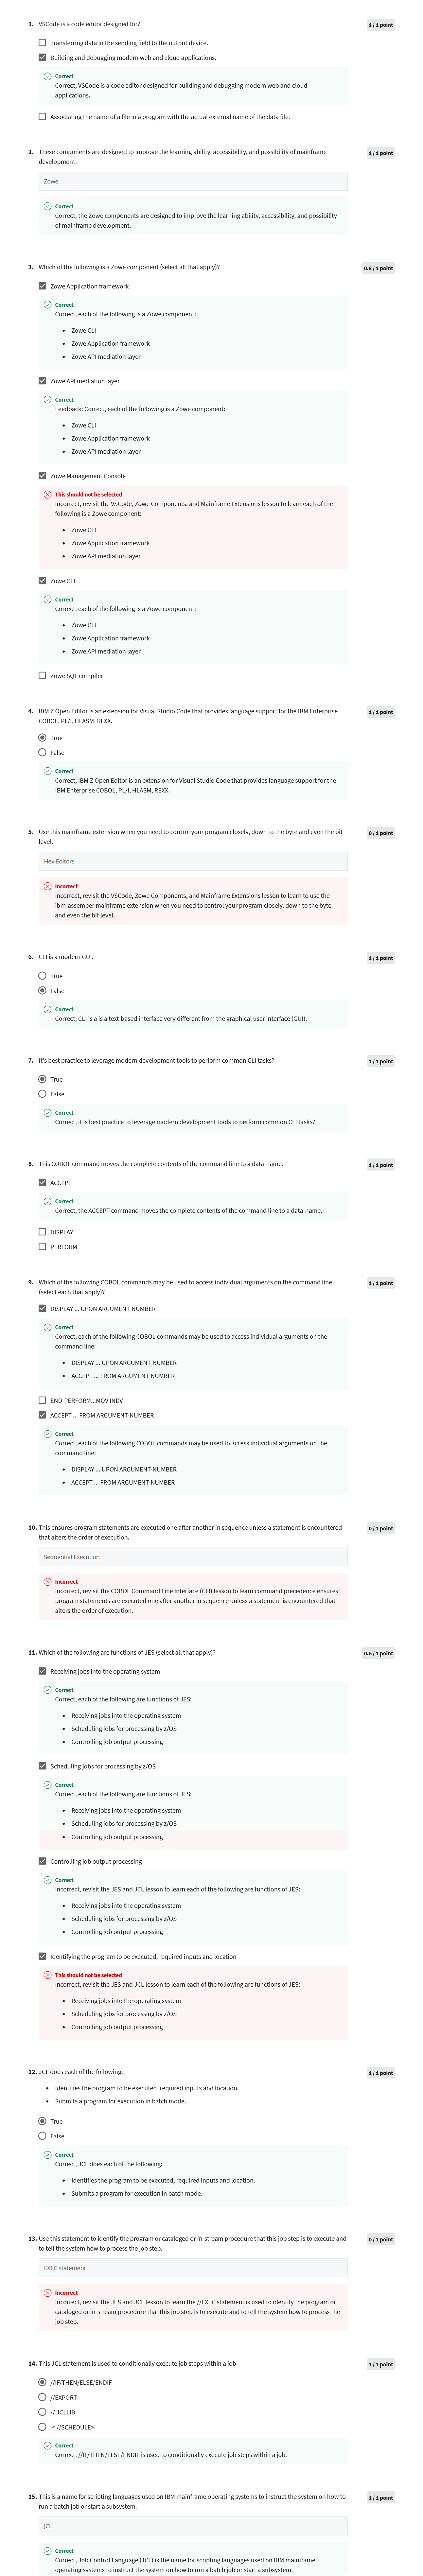 1. VSCode is a code editor designed for?
1 / 1 point
Transferring data in the sending field to the output device.
Building and debugging modern web and cloud applications.
Correct
Correct, VSCode is a code editor designed for building and debugging modern web and cloud
applications.
Associating the name of a file in a program with the actual external name of the data file.
2. These components are designed to improve the learning ability, accessibility, and possibility of mainframe
development.
1 / 1 point
Zowe
Correct
Correct, the Zowe components are designed to improve the learning ability, accessibility, and possibility
of mainframe development.
3. Which of the following is a Zowe component (select all that apply)?
0.8 / 1 point
Zowe Application framework
Correct
Correct, each of the following is a Zowe component:
• Zowe CLI
• Zowe Application framework
• Zowe API mediation layer
Zowe API mediation layer
Correct
Feedback: Correct, each of the following is a Zowe component:
• Zowe CLI
• Zowe Application framework
• Zowe API mediation layer
Zowe Management Console
This should not be selected
Incorrect, revisit the VSCode, Zowe Components, and Mainframe Extensions lesson to learn each of the
following is a Zowe component:
• Zowe CLI
• Zowe Application framework
• Zowe API mediation layer
Zowe CLI
Correct
Correct, each of the following is a Zowe component:
• Zowe CLI
• Zowe Application framework
• Zowe API mediation layer
Zowe SQL compiler
4. IBM Z Open Editor is an extension for Visual Studio Code that provides language support for the IBM Enterprise
COBOL, PL/I, HLASM, REXX.
1 / 1 point
True
False
Correct
Correct, IBM Z Open Editor is an extension for Visual Studio Code that provides language support for the
IBM Enterprise COBOL, PL/I, HLASM, REXX.
5. Use this mainframe extension when you need to control your program closely, down to the byte and even the bit
level.
0 / 1 point
Hex Editors
Incorrect
Incorrect, revisit the VSCode, Zowe Components, and Mainframe Extensions lesson to learn to use the
ibm-assembler mainframe extension when you need to control your program closely, down to the byte
and even the bit level.
6. CLI is a modern GUI.
1 / 1 point
True
False
Correct
Correct, CLI is a is a text-based interface very different from the graphical user interface (GUI).
7. It's best practice to leverage modern development tools to perform common CLI tasks?
1 / 1 point
True
False
Correct
Correct, it is best practice to leverage modern development tools to perform common CLI tasks?
8. This COBOL command moves the complete contents of the command line to a data-name.
1 / 1 point
ACCEPT
Correct
Correct, the ACCEPT command moves the complete contents of the command line to a data-name.
DISPLAY
PERFORM
9. Which of the following COBOL commands may be used to access individual arguments on the command line
(select each that apply)?
1 / 1 point
DISPLAY ... UPON ARGUMENT-NUMBER
Correct
Correct, each of the following COBOL commands may be used to access individual arguments on the
command line:
• DISPLAY ... UPON ARGUMENT-NUMBER
• ACCEPT ... FROM ARGUMENT-NUMBER
END-PERFORM...MOV INDV
ACCEPT ... FROM ARGUMENT-NUMBER
Correct
Correct, each of the following COBOL commands may be used to access individual arguments on the
command line:
• DISPLAY ... UPON ARGUMENT-NUMBER
• ACCEPT ... FROM ARGUMENT-NUMBER
10. This ensures program statements are executed one after another in sequence unless a statement is encountered
that alters the order of execution.
0 / 1 point
Sequential Execution
Incorrect
Incorrect, revisit the COBOL Command Line Interface (CLI) lesson to learn command precedence ensures
program statements are executed one after another in sequence unless a statement is encountered that
alters the order of execution.
11. Which of the following are functions of JES (select all that apply)?
0.6 / 1 point
Receiving jobs into the operating system
Correct
Correct, each of the following are functions of JES:
• Receiving jobs into the operating system
• Scheduling jobs for processing by z/OS
• Controlling job output processing
Scheduling jobs for processing by z/OS
Correct
Correct, each of the following are functions of JES:
• Receiving jobs into the operating system
• Scheduling jobs for processing by z/OS
• Controlling job output processing
Controlling job output processing
Correct
Incorrect, revisit the JES and JCL lesson to learn each of the following are functions of JES:
• Receiving jobs into the operating system
• Scheduling jobs for processing by z/OS
• Controlling job output processing
Identifying the program to be executed, required inputs and location
This should not be selected
Incorrect, revisit the JES and JCL lesson to learn each of the following are functions of JES:
• Receiving jobs into the operating system
• Scheduling jobs for processing by z/OS
• Controlling job output processing
12. JCL does each of the following:
1 / 1 point
• Identifies the program to be executed, required inputs and location.
• Submits a program for execution in batch mode.
True
False
Correct
Correct, JCL does each of the following:
• Identifies the program to be executed, required inputs and location.
• Submits a program for execution in batch mode.
13. Use this statement to identify the program or cataloged or in-stream procedure that this job step is to execute and
to tell the system how to process the job step.
0 / 1 point
EXEC statement
Incorrect
Incorrect, revisit the JES and JCL lesson to learn the //EXEC statement is used to identify the program or
cataloged or in-stream procedure that this job step is to execute and to tell the system how to process the
job step.
14. This JCL statement is used to conditionally execute job steps within a job.
1 / 1 point
//IF/THEN/ELSE/ENDIF
//EXPORT
// JCLLIB
|< //SCHEDULE>|
Correct
Correct, //IF/THEN/ELSE/ENDIF is used to conditionally execute job steps within a job.
15. This is a name for scripting languages used on IBM mainframe operating systems to instruct the system on how to
run a batch job or start a subsystem.
1 / 1 point
JCL
Correct
Correct, Job Control Language (JCL) is the name for scripting languages used on IBM mainframe
operating systems to instruct the system on how to run a batch job or start a subsystem.